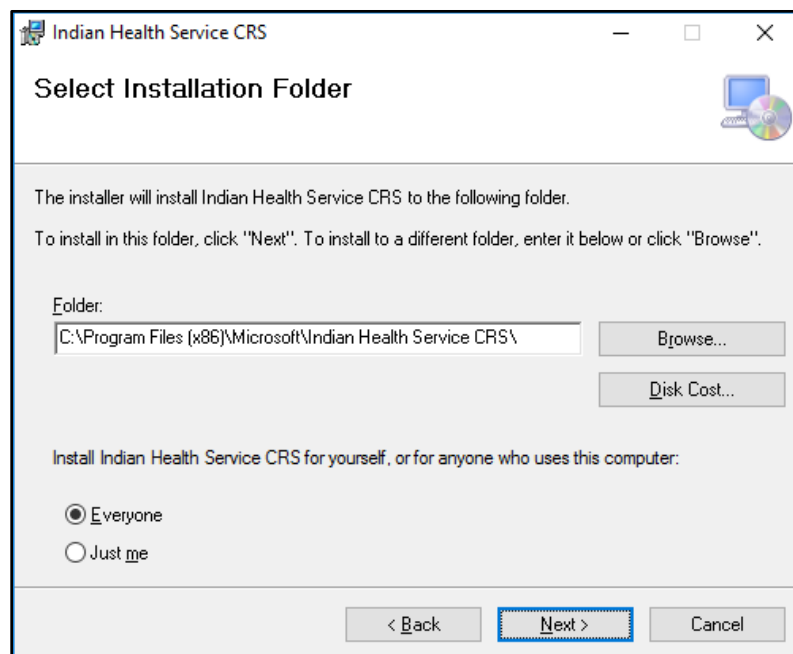 Indian Health Service CRS
Select Installation Folder
The installer will install Indian Health Service CRS to the following folder.
To install in this folder, click "Next". To install to a different folder, enter it below or click "Browse".
Folder:
C:\Program Files (x86)\Microsoft\Indian Health Service CRS\
Browse...
Disk Cost...
Install Indian Health Service CRS for yourself, or for anyone who uses this computer:
Everyone
Just me
< Back Next > Cancel